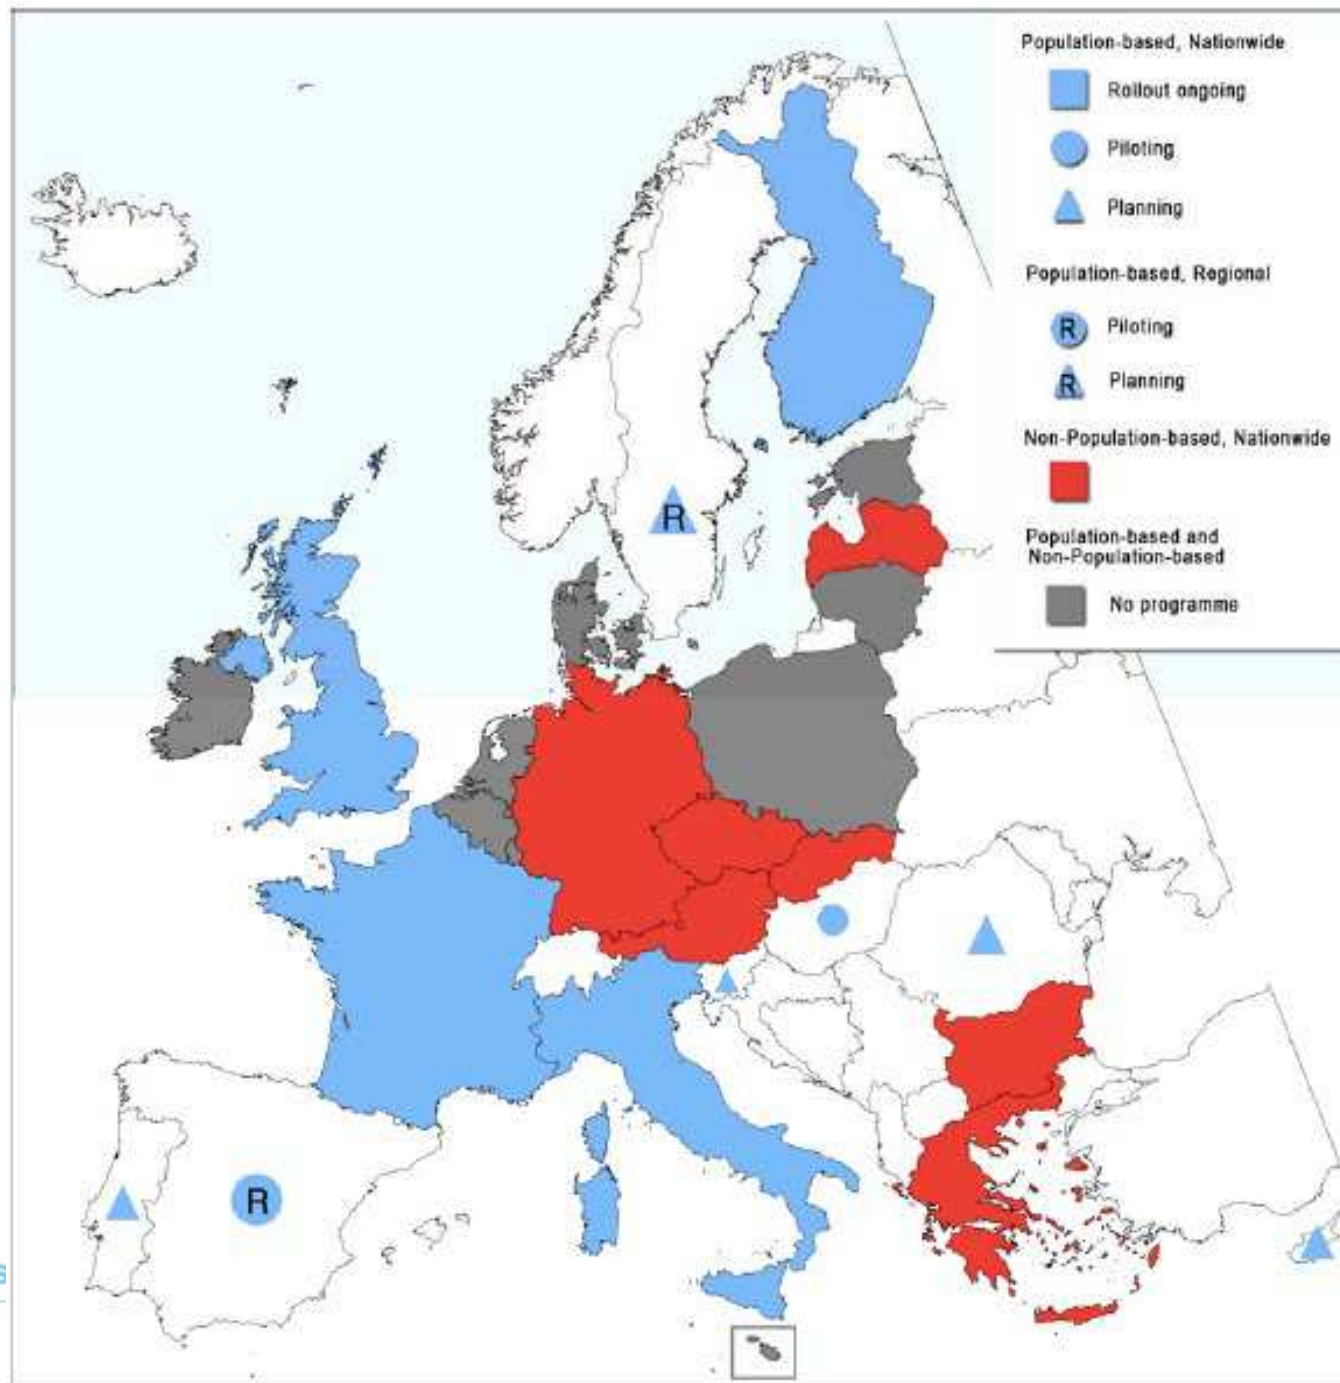 Population-based, Nationwide
Rollout ongoing
Piloting
Planning
Population-based, Regional
R Piloting
R Planning
Non-Population-based, Nationwide
Population-based and
Non-Population-based
No programme
R
R